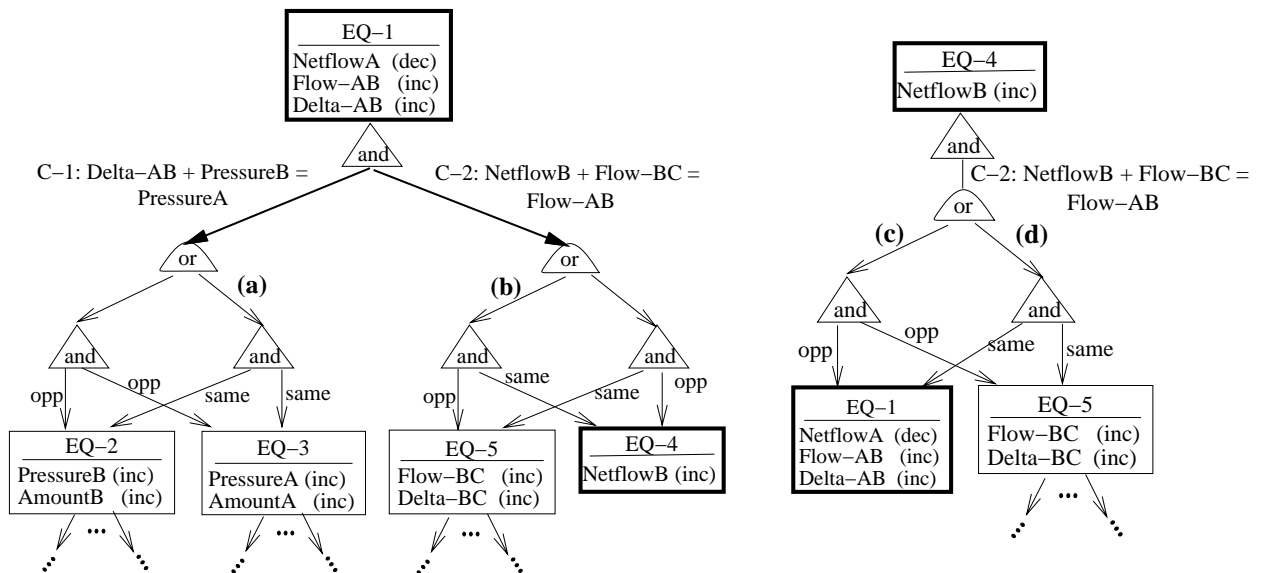 EQ−1
NetflowA (dec)
Flow−AB (inc)
Delta−AB (inc)
and
C−1: Delta−AB + PressureB =
PressureA
C−2: NetflowB + Flow−BC =
Flow−AB
or
or
(a)
(b)
and
and
and
and
opp
opp
same
same
opp
same
same
opp
EQ−2
PressureB (inc)
AmountB (inc)
EQ−3
PressureA (inc)
AmountA (inc)
EQ−5
Flow−BC (inc)
Delta−BC (inc)
EQ−4
NetflowB (inc)
...
...
...
EQ−4
NetflowB (inc)
and
C−2: NetflowB + Flow−BC =
Flow−AB
or
(c)
(d)
and
and
opp
opp
same
same
EQ−1
NetflowA (dec)
Flow−AB (inc)
Delta−AB (inc)
EQ−5
Flow−BC (inc)
Delta−BC (inc)
...